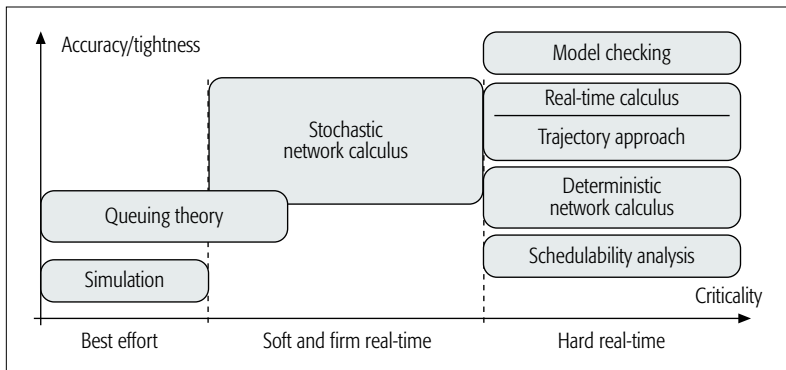 Accuracy/tightness
Model checking
Real-time calculus
Trajectory approach
Stochastic
network calculus
Deterministic
network calculus
Queuing theory
Schedulability analysis
Simulation
Criticality
Best effort
Soft and firm real-time
Hard real-time